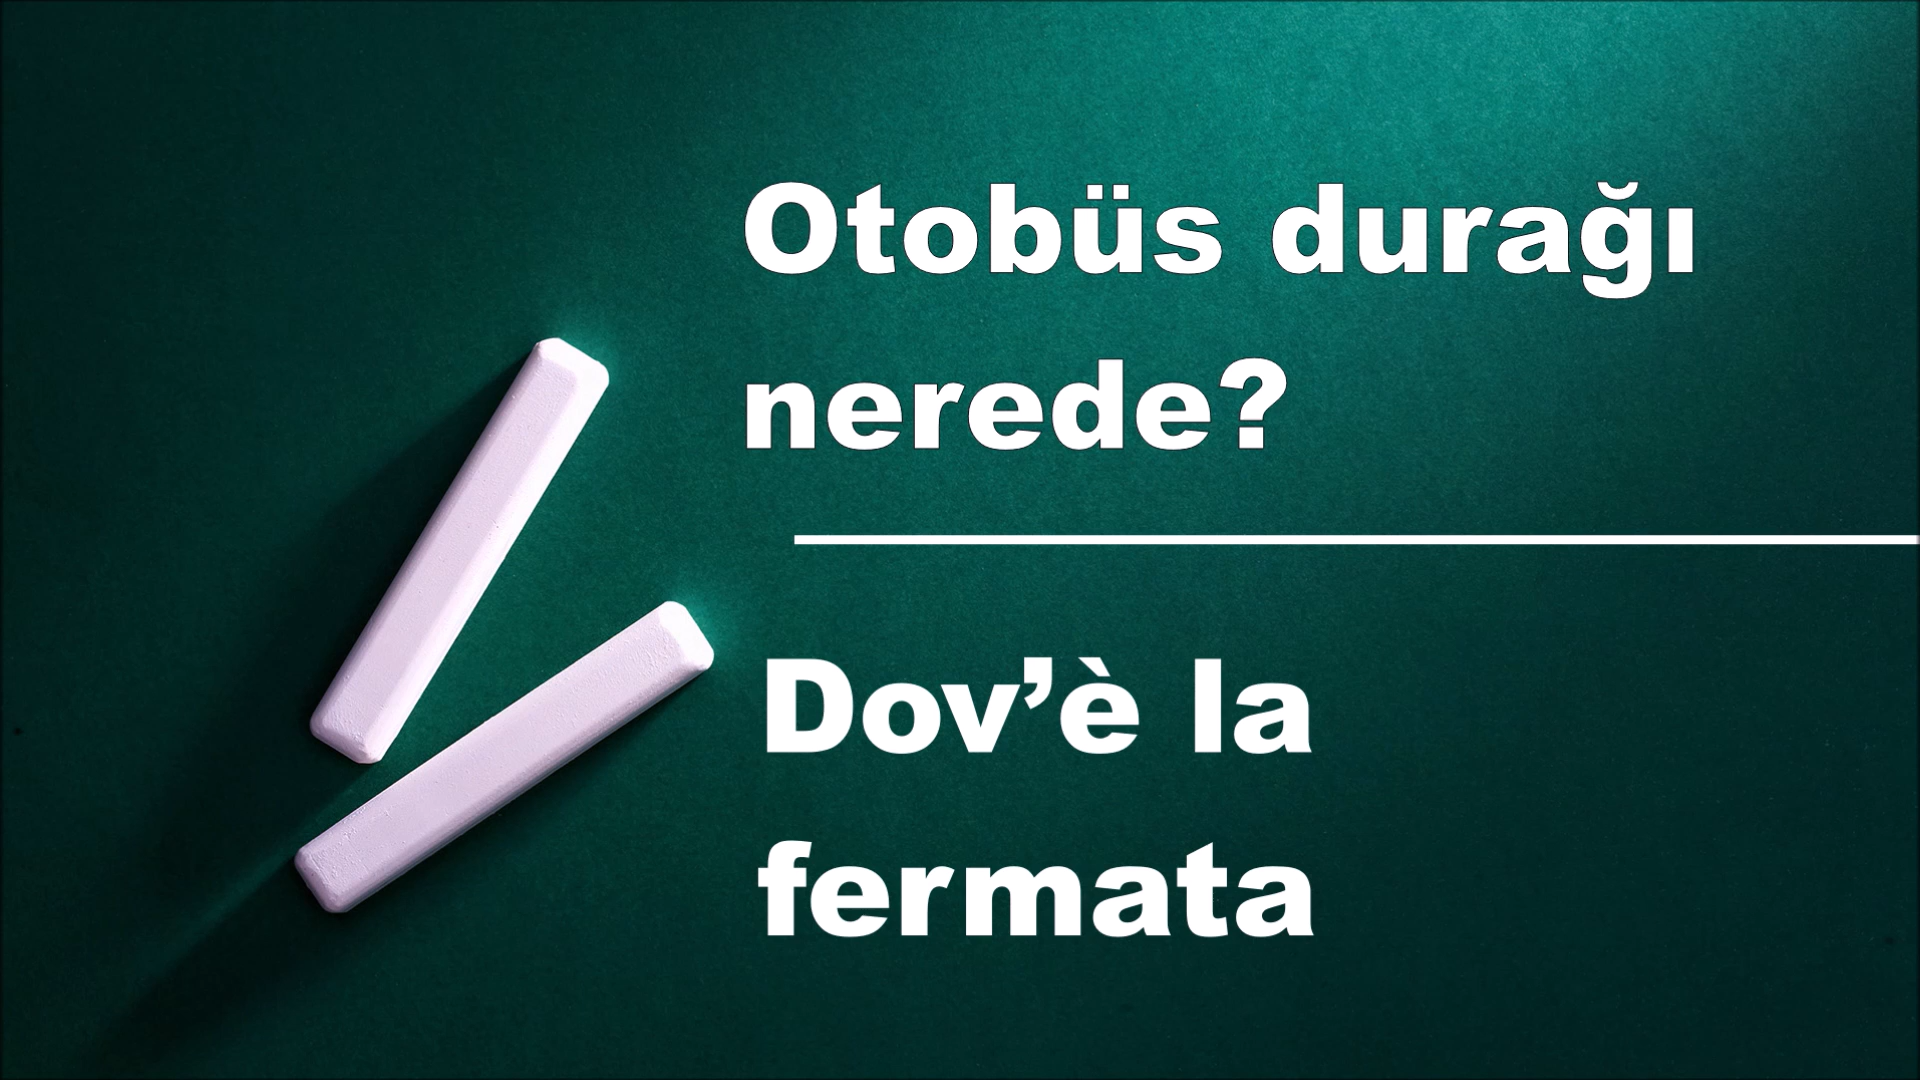 Otobüs durağı
nerede?
Dov’è la
fermata